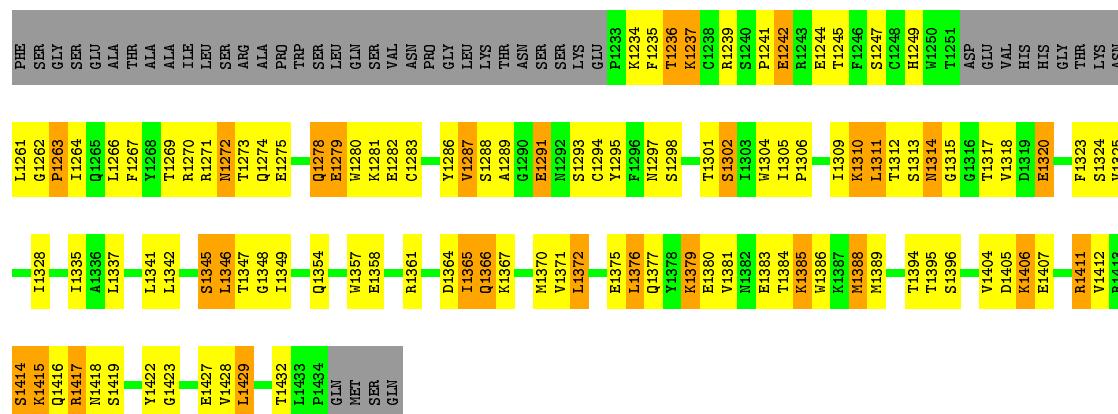 PHE SER GLY SER GLU ALA THR ALA ALA ILE LEU SER ARG ALA PRO TRP SER LEU GLN SER VAL ASN PRO GLY LEU LYS THR SER SER LYS GLU P1233 K1234 F1235 T1236 K1237 C1238 R1239 S1240 P1241 E1242 R1243 E1244 T1245 F1246 S1247 C1248 H1249 W1250 T1251 ASP GLU VAL HIS HIS GLY THR LYS ASN
L1261 G1262 P1263 I1264 Q1265 L1266 F1267 Y1268 T1269 R1270 R1271 N1272 T1273 Q1274 E1275 Q1278 E1279 W1280 K1281 E1282 C1283 Y1286 V1287 S1288 A1289 G1290 E1291 N1292 S1293 C1294 Y1295 F1296 N1297 S1298 T1301 S1302 I1303 W1304 I1305 P1306 I1309 K1310 L1311 T1312 S1313 N1314 G1315 G1316 T1317 V1318 D1319 E1320 F1323 S1324 V1325
I1328 I1335 A1336 L1337 L1341 L1342 S1345 L1346 T1347 G1348 I1349 Q1354 W1357 E1358 R1361 D1364 I1365 Q1366 K1367 M1370 V1371 L1372 E1375 L1376 Q1377 Y1378 K1379 E1380 V1381 N1382 E1383 T1384 K1385 W1386 K1387 M1388 M1389 T1394 T1395 S1396 V1404 D1405 K1406 E1407 R1411 V1412 R1413
S1414 K1415 Q1416 R1417 N1418 S1419 Y1422 G1423 E1427 V1428 L1429 T1432 L1433 P1434 GLN MET SER GLN